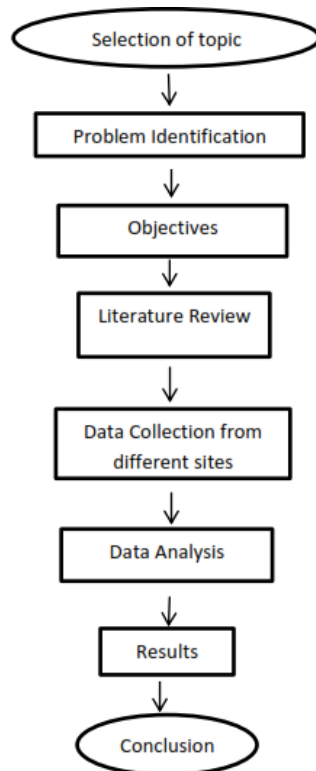 Selection of topic
Problem Identification
Objectives
Literature Review
Data Collection from
different sites
Data Analysis
Results
Conclusion